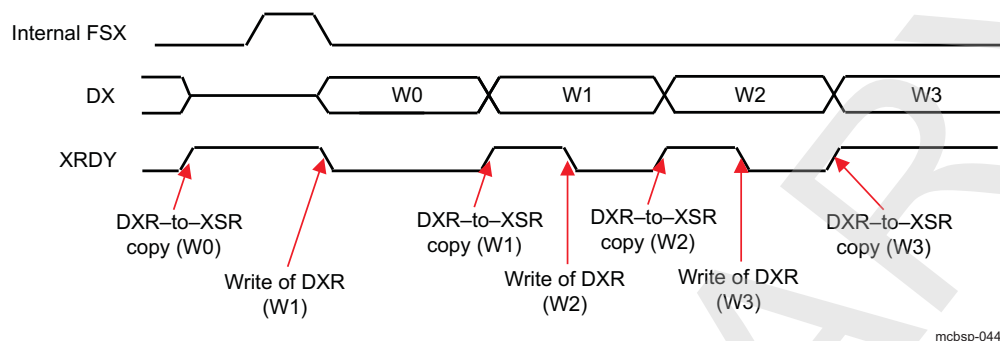 Internal FSX
DX
W0
W1
W2
W3
XRDY
DXR–to–XSR
copy (W0)
Write of DXR
(W1)
DXR–to–XSR
copy (W1)
Write of DXR
(W2)
DXR–to–XSR
copy (W2)
Write of DXR
(W3)
DXR–to–XSR
copy (W3)
mcbsp-044